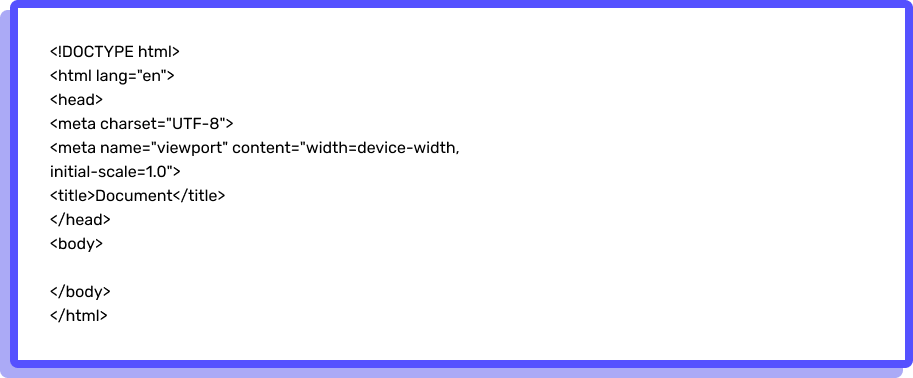 <!DOCTYPE html>
<html lang="en">
<head>
<meta charset="UTF-8">
<meta name="viewport" content="width=device-width,
initial-scale=1.0">
<title>Document</title>
</head>
<body>
</body>
</html>